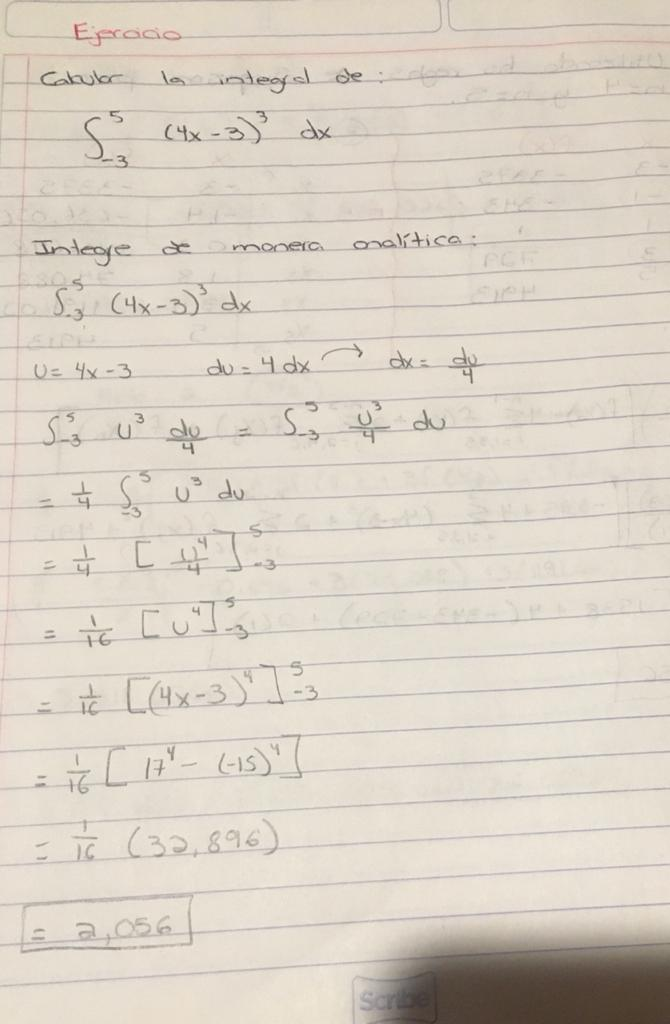 Ejercicio
Calcular la integral de:
∫₋₃⁵ (4x-3)³ dx
Integre de manera analítica:
∫₋₃⁵ (4x-3)³ dx
U = 4x-3 du = 4 dx → dx = du/4
∫₋₃⁵ U³ du/4 = ∫₋₃⁵ U³/4 du
= 1/4 ∫₋₃⁵ U³ du
= 1/4 [U⁴/4]₋₃⁵
= 1/16 [U⁴]₋₃⁵
= 1/16 [(4x-3)⁴]₋₃⁵
= 1/16 [17⁴ - (-15)⁴]
= 1/16 (32,896)
= 2,056
Scribe